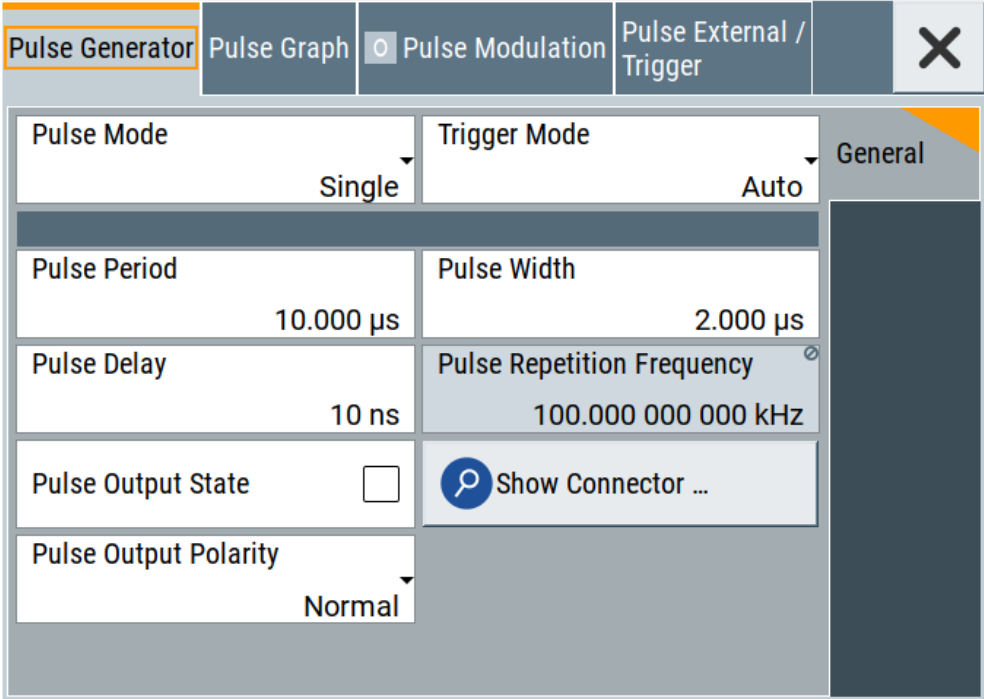 Pulse Generator
Pulse Graph
0 Pulse Modulation
Pulse External /
Trigger
Pulse Mode
Single
Trigger Mode
Auto
General
Pulse Period
10.000 µs
Pulse Width
2.000 µs
Pulse Delay
10 ns
Pulse Repetition Frequency
100.000 000 000 kHz
Pulse Output State
Show Connector ...
Pulse Output Polarity
Normal